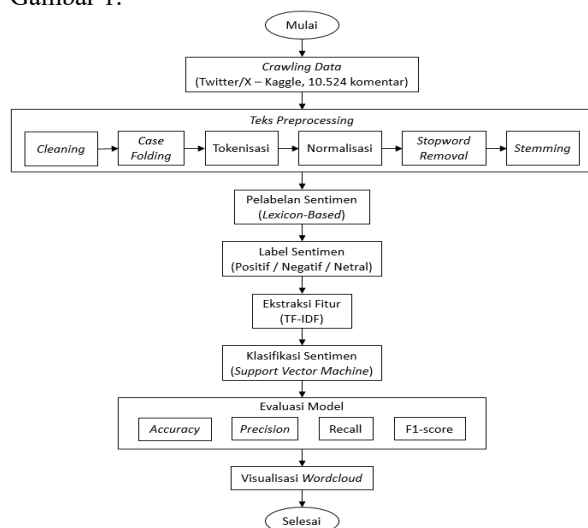 Gambar 1.
Mulai
Crawling Data
(Twitter/X – Kaggle, 10.524 komentar)
Teks Preprocessing
Cleaning
Case
Folding
Tokenisasi
Normalisasi
Stopword
Removal
Stemming
Pelabelan Sentimen
(Lexicon-Based)
Label Sentimen
(Positif / Negatif / Netral)
Ekstraksi Fitur
(TF-IDF)
Klasifikasi Sentimen
(Support Vector Machine)
Evaluasi Model
Accuracy
Precision
Recall
F1-score
Visualisasi Wordcloud
Selesai